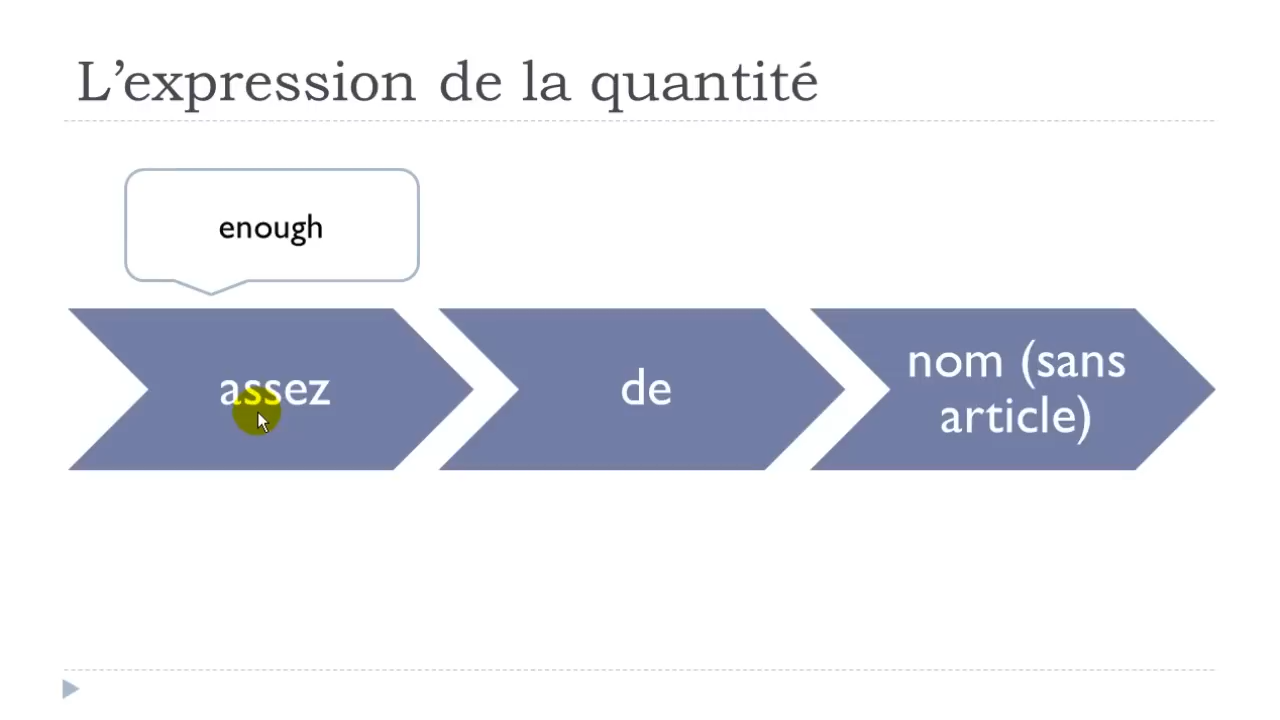 L’expression de la quantité
enough
assez
de
nom (sans
article)